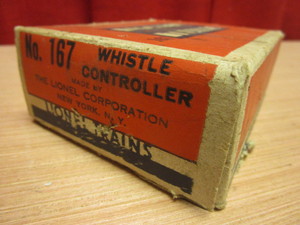 No. 167 WHISTLE
CONTROLLER
MADE BY
THE LIONEL CORPORATION
NEW YORK, N.Y.
LIONEL TRAINS